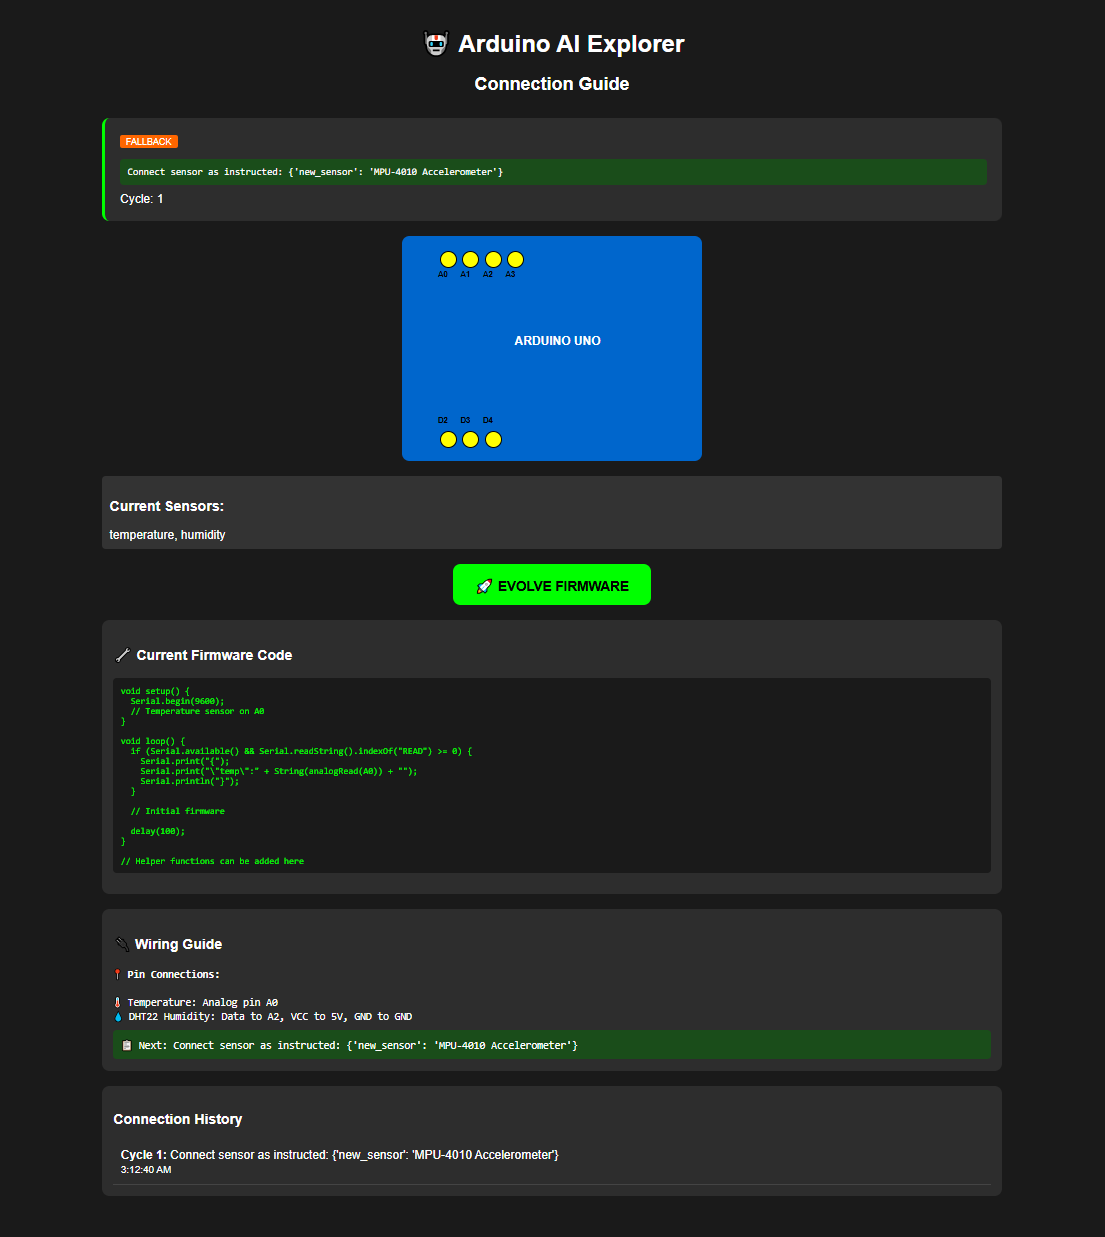 Arduino AI Explorer
Connection Guide
FALLBACK
Connect sensor as instructed: {'new_sensor': 'MPU-4010 Accelerometer'}
Cycle: 1
A0 A1 A2 A3
ARDUINO UNO
D2 D3 D4
Current Sensors:
temperature, humidity
EVOLVE FIRMWARE
Current Firmware Code
void setup() {
  Serial.begin(9600);
  // Temperature sensor on A0
}
void loop() {
  if (Serial.available() && Serial.readString().indexOf("READ") >= 0) {
    Serial.print("{");
    Serial.print("\"temp\":" + String(analogRead(A0)) + "");
    Serial.println("}");
  }
  // Initial firmware
  delay(100);
}
// Helper functions can be added here
Wiring Guide
Pin Connections:
Temperature: Analog pin A0
DHT22 Humidity: Data to A2, VCC to 5V, GND to GND
Next: Connect sensor as instructed: {'new_sensor': 'MPU-4010 Accelerometer'}
Connection History
Cycle 1: Connect sensor as instructed: {'new_sensor': 'MPU-4010 Accelerometer'}
3:12:40 AM